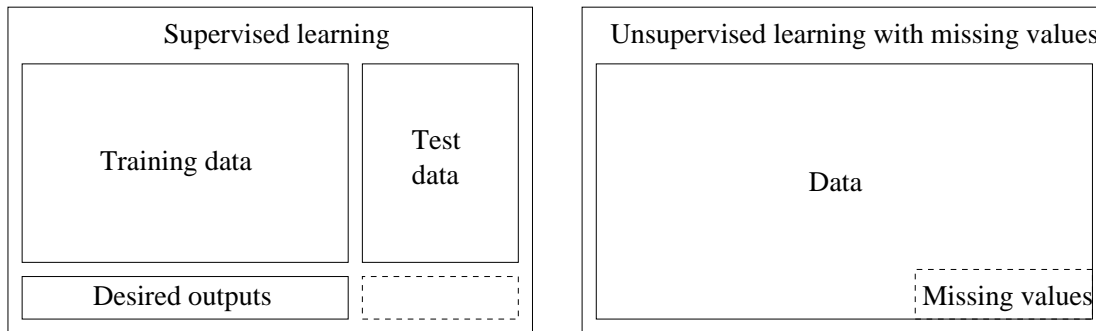 Supervised learning
Training data
Test
data
Desired outputs
Unsupervised learning with missing values
Data
Missing values